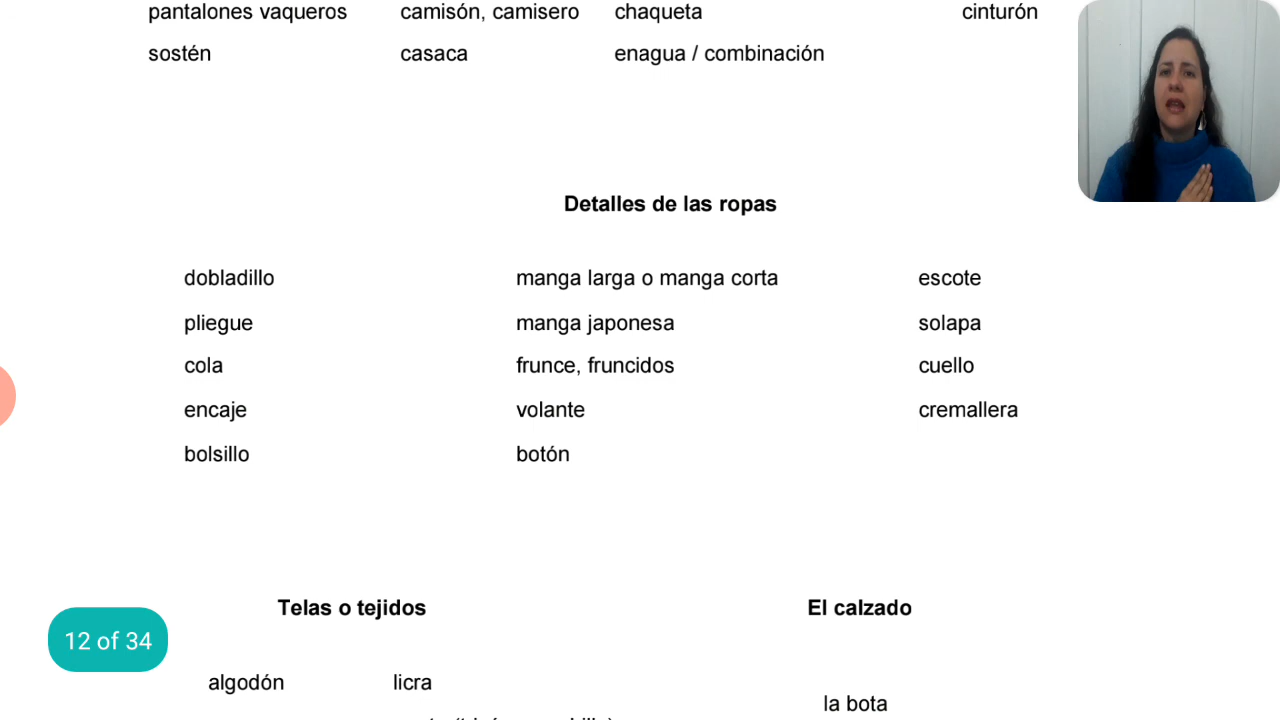 pantalones vaqueros camisón, camisero chaqueta cinturón
sostén casaca enagua / combinación
Detalles de las ropas
dobladillo manga larga o manga corta escote
pliegue manga japonesa solapa
cola frunce, fruncidos cuello
encaje volante cremallera
bolsillo botón
Telas o tejidos El calzado
12 of 34
algodón licra
la bota